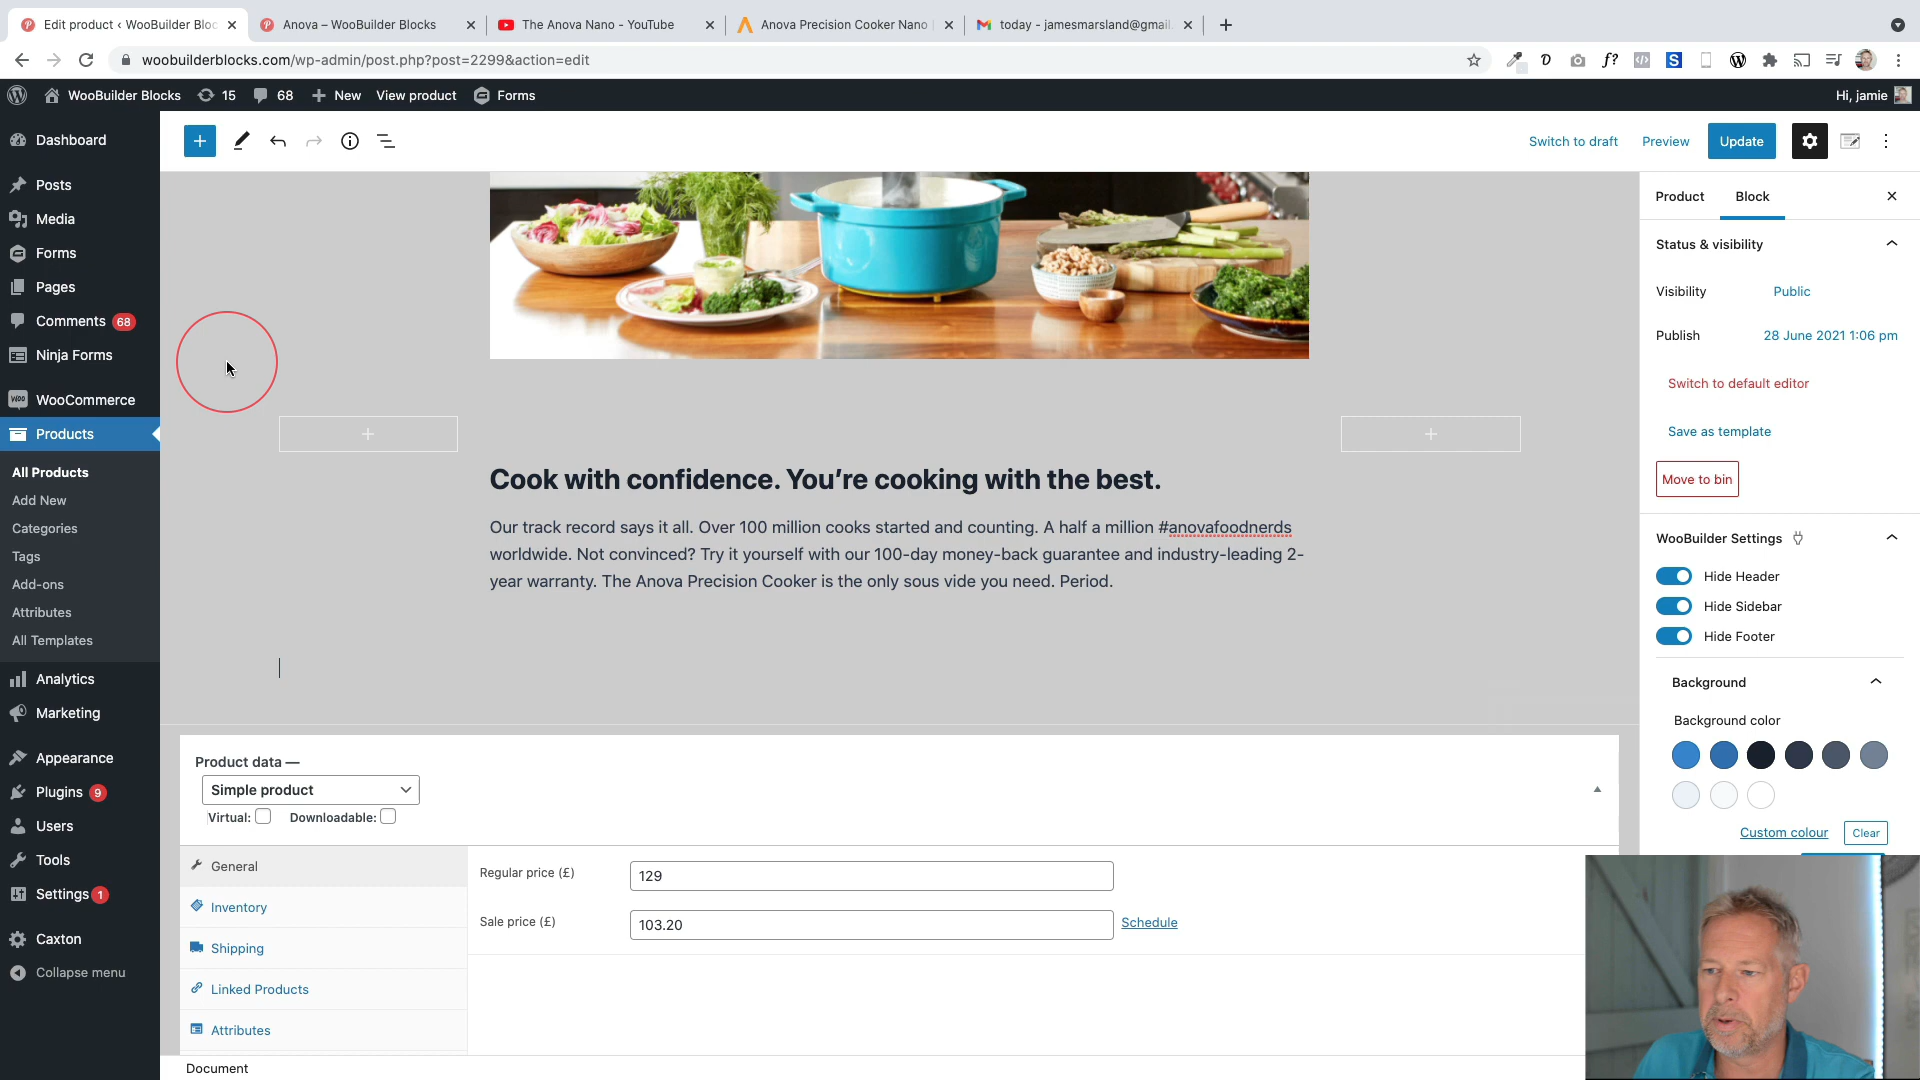 Edit product ‹ WooBuilder Bloc
Anova – WooBuilder Blocks
The Anova Nano - YouTube
Anova Precision Cooker Nano
today - jamesmarsland@gmail.
woobuilderblocks.com/wp-admin/post.php?post=2299&action=edit
WooBuilder Blocks
15
68
New
View product
Forms
Hi, jamie
Dashboard
Posts
Media
Forms
Pages
Comments 68
Ninja Forms
WooCommerce
Products
All Products
Add New
Categories
Tags
Add-ons
Attributes
All Templates
Analytics
Marketing
Appearance
Plugins 9
Users
Tools
Settings 1
Caxton
Collapse menu
Switch to draft
Preview
Update
Cook with confidence. You’re cooking with the best.
Our track record says it all. Over 100 million cooks started and counting. A half a million #anovafoodnerds
worldwide. Not convinced? Try it yourself with our 100-day money-back guarantee and industry-leading 2-
year warranty. The Anova Precision Cooker is the only sous vide you need. Period.
Product data —
Simple product
Virtual:
Downloadable:
General
Inventory
Shipping
Linked Products
Attributes
Regular price (£)
129
Sale price (£)
103.20
Schedule
Document
Product
Block
Status & visibility
Visibility
Public
Publish
28 June 2021 1:06 pm
Switch to default editor
Save as template
Move to bin
WooBuilder Settings
Hide Header
Hide Sidebar
Hide Footer
Background
Background color
Custom colour
Clear